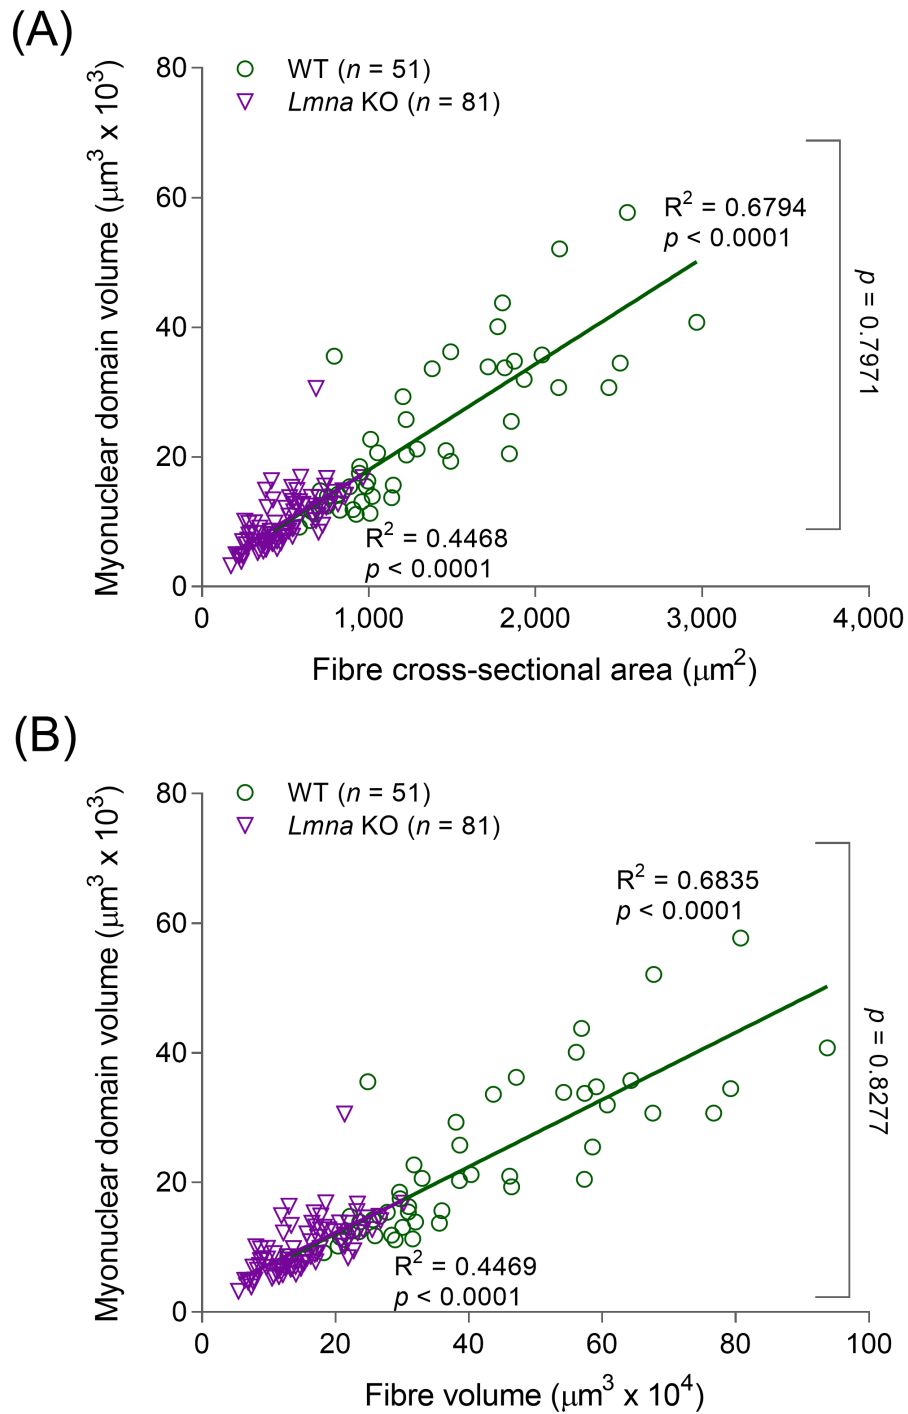 (A)
80
60
40
20
0
Myonuclear domain volume (μm³ x 10³)
WT (n = 51)
Lmna KO (n = 81)
R² = 0.6794
p < 0.0001
R² = 0.4468
p < 0.0001
p = 0.7971
0 1,000 2,000 3,000 4,000
Fibre cross-sectional area (μm²)
(B)
80
60
40
20
0
Myonuclear domain volume (μm³ x 10³)
WT (n = 51)
Lmna KO (n = 81)
R² = 0.6835
p < 0.0001
R² = 0.4469
p < 0.0001
p = 0.8277
0 20 40 60 80 100
Fibre volume (μm³ x 10⁴)